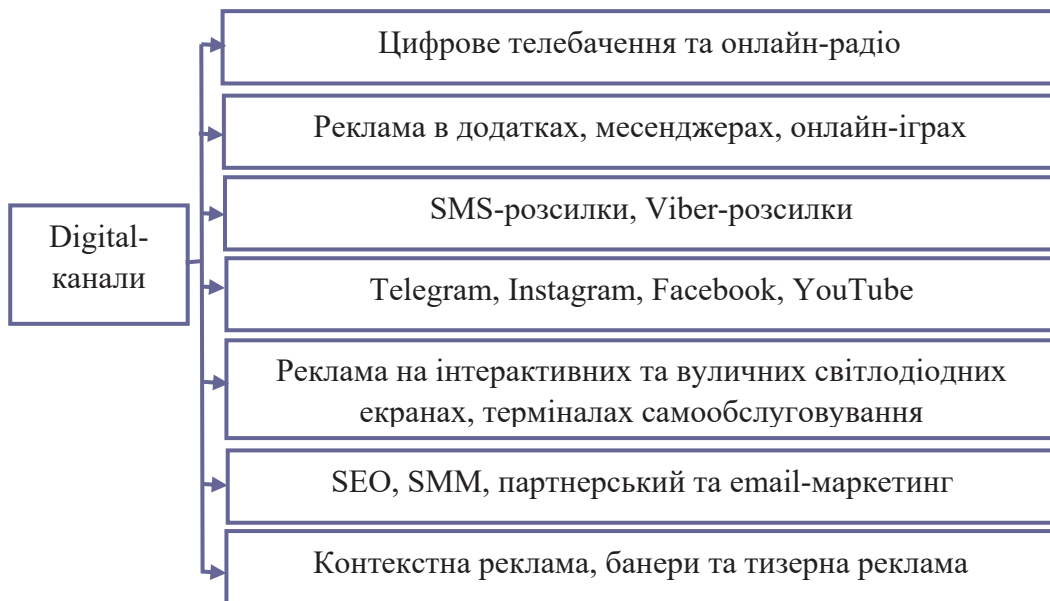 Цифрове телебачення та онлайн-радіо
Реклама в додатках, месенджерах, онлайн-іграх
SMS-розсилки, Viber-розсилки
Digital-
канали
Telegram, Instagram, Facebook, YouTube
Реклама на інтерактивних та вуличних світлодіодних
екранах, терміналах самообслуговування
SEO, SMM, партнерський та email-маркетинг
Контекстна реклама, банери та тизерна реклама